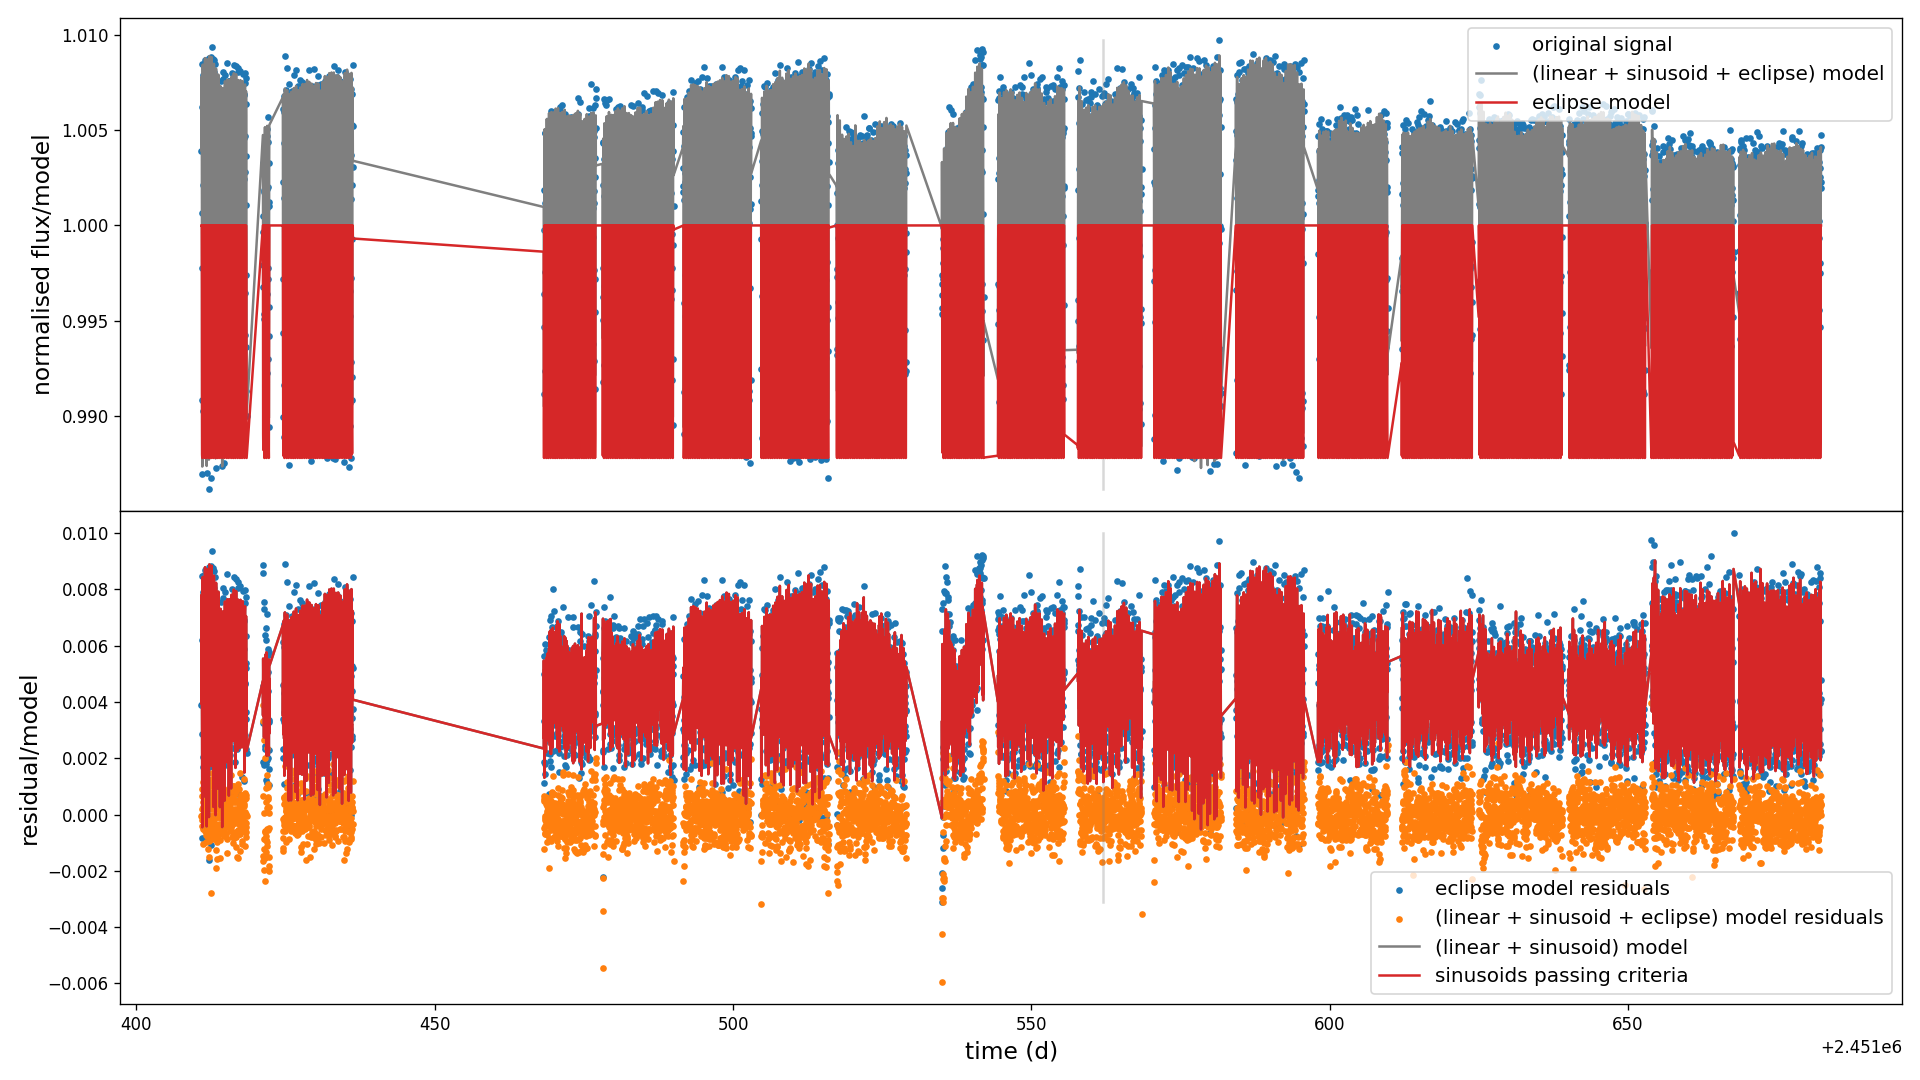 1.010
1.005
1.000
0.995
0.990
normalised flux/model
original signal
(linear + sinusoid + eclipse) model
eclipse model
0.010
0.008
0.006
0.004
0.002
0.000
−0.002
−0.004
−0.006
residual/model
eclipse model residuals
(linear + sinusoid + eclipse) model residuals
(linear + sinusoid) model
sinusoids passing criteria
400 450 500 550 600 650
time (d)
+2.451e6